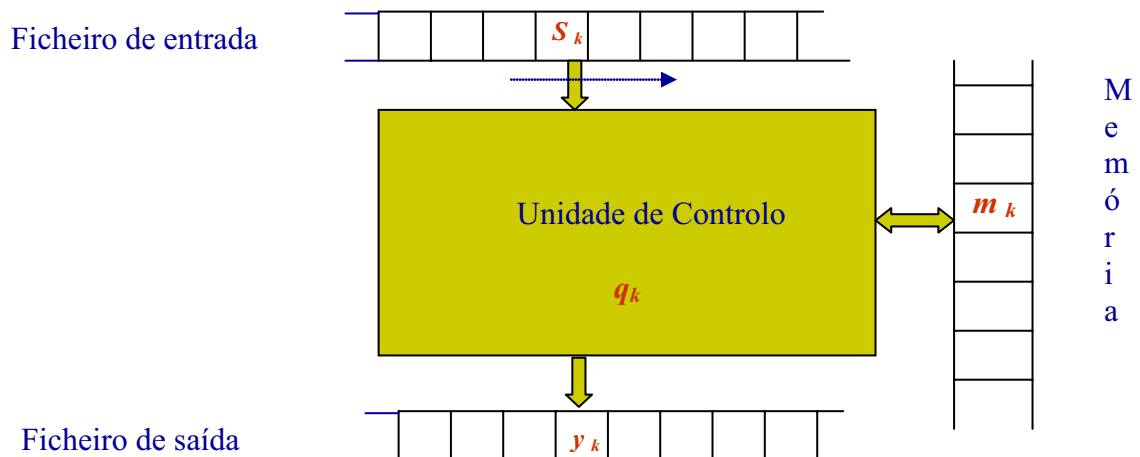 Ficheiro de entrada
S k
Unidade de Controlo
q k
m k
M
e
m
ó
r
i
a
Ficheiro de saída
y k